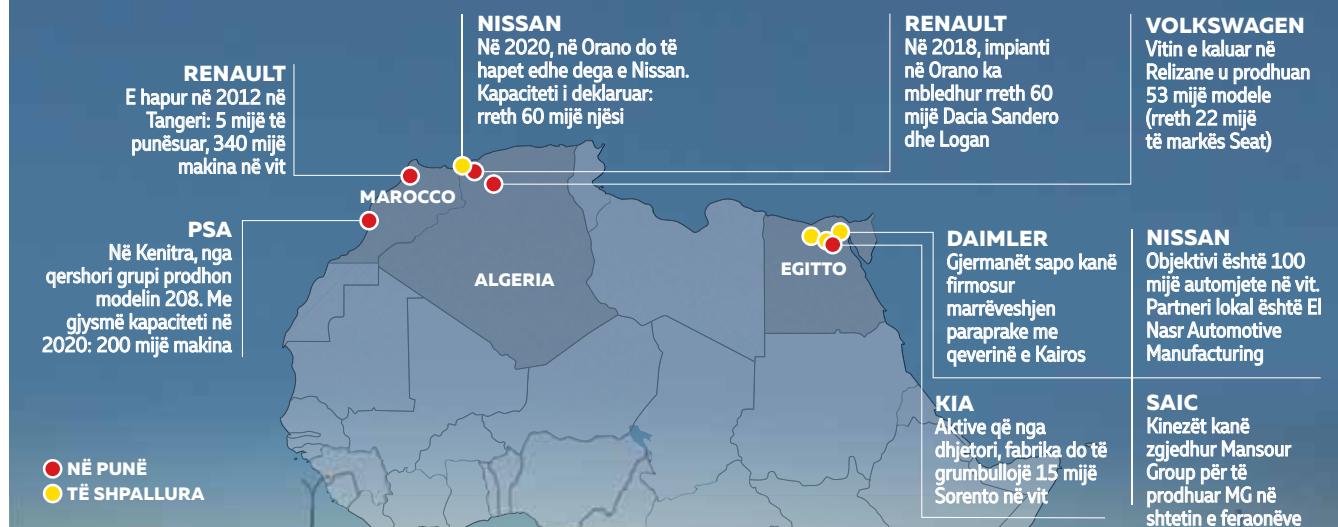 RENAULT
E hapur në 2012 në
Tangeri: 5 mijë të
punësuar, 340 mijë
makina në vit
PSA
Në Kenitra, nga
qershori grupi prodhon
modelin 208. Me
gjysmë kapaciteti në
2020: 200 mijë makina
NISSAN
Në 2020, në Orano do të
hapet edhe dega e Nissan.
Kapaciteti i deklaruar:
rreth 60 mijë njësi
RENAULT
Në 2018, impianti
në Orano ka
mbledhur rreth 60
mijë Dacia Sandero
dhe Logan
VOLKSWAGEN
Vitin e kaluar në
Relizane u prodhuan
53 mijë modele
(rreth 22 mijë
të markës Seat)
MAROCCO
ALGERIA
EGITTO
DAIMLER
Gjermanët sapo kanë
firmosur
marrëveshjen
paraprake me
qeverinë e Kairos
NISSAN
Objektivi është 100
mijë automjete në vit.
Partneri lokal është El
Nasr Automotive
Manufacturing
KIA
Aktive që nga
dhjetori, fabrika do të
grumbullojë 15 mijë
Sorento në vit
SAIC
Kinezët kanë
zgjedhur Mansour
Group për të
prodhuar MG në
shtetin e feraonëve
NË PUNË
TË SHPALLURA